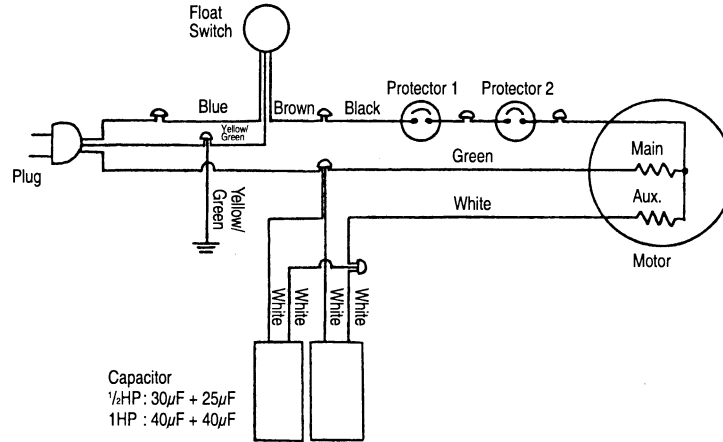 Float
Switch
Protector 1
Protector 2
Blue
Brown
Black
Yellow/
Green
Plug
Green
Main
Yellow/
Green
White
Aux.
Motor
White
White
White
White
Capacitor
½HP : 30µF + 25µF
1HP : 40µF + 40µF